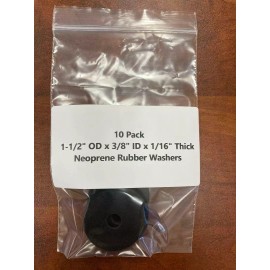 10 Pack
1-1/2" OD x 3/8" ID x 1/16" Thick
Neoprene Rubber Washers